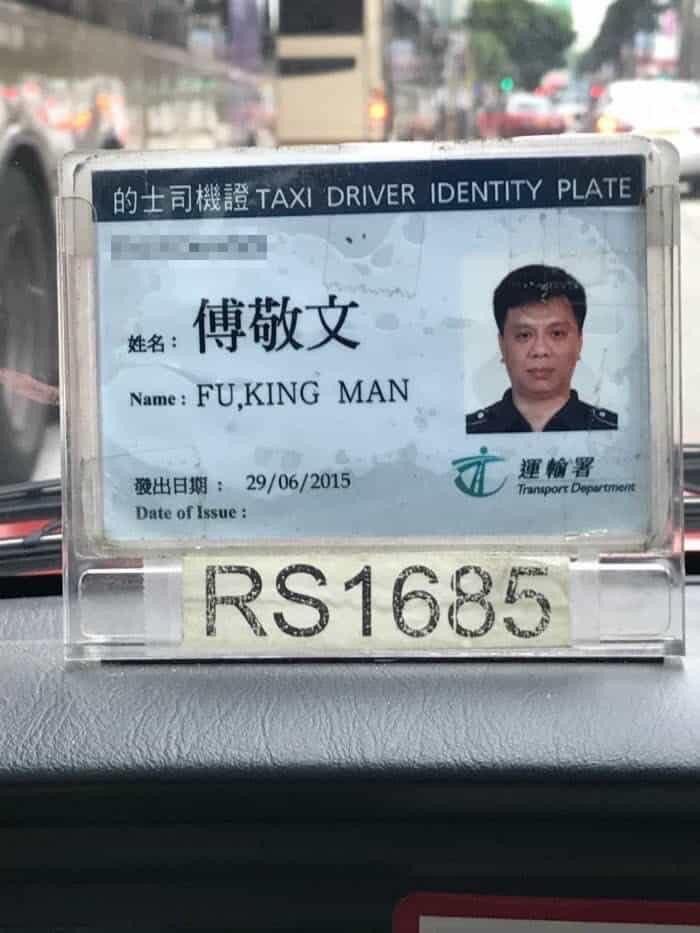 的士司機證 TAXI DRIVER IDENTITY PLATE
姓名： 傅敬文
Name : FU,KING MAN
發出日期 : 29/06/2015
Date of Issue :
運輸署
Transport Department
RS1685